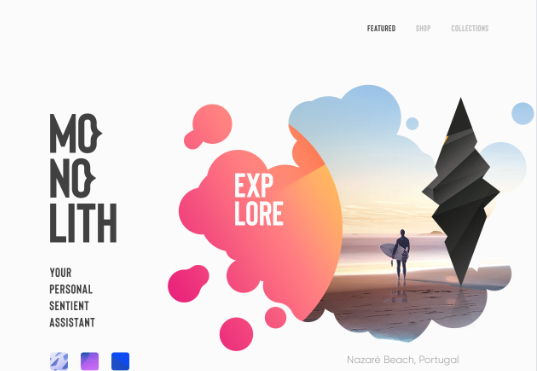 FEATURED SHOP COLLECTIONS
MO
NO
LITH
EXP
LORE
YOUR
PERSONAL
SENTIENT
ASSISTANT
Nazaré Beach, Portugal